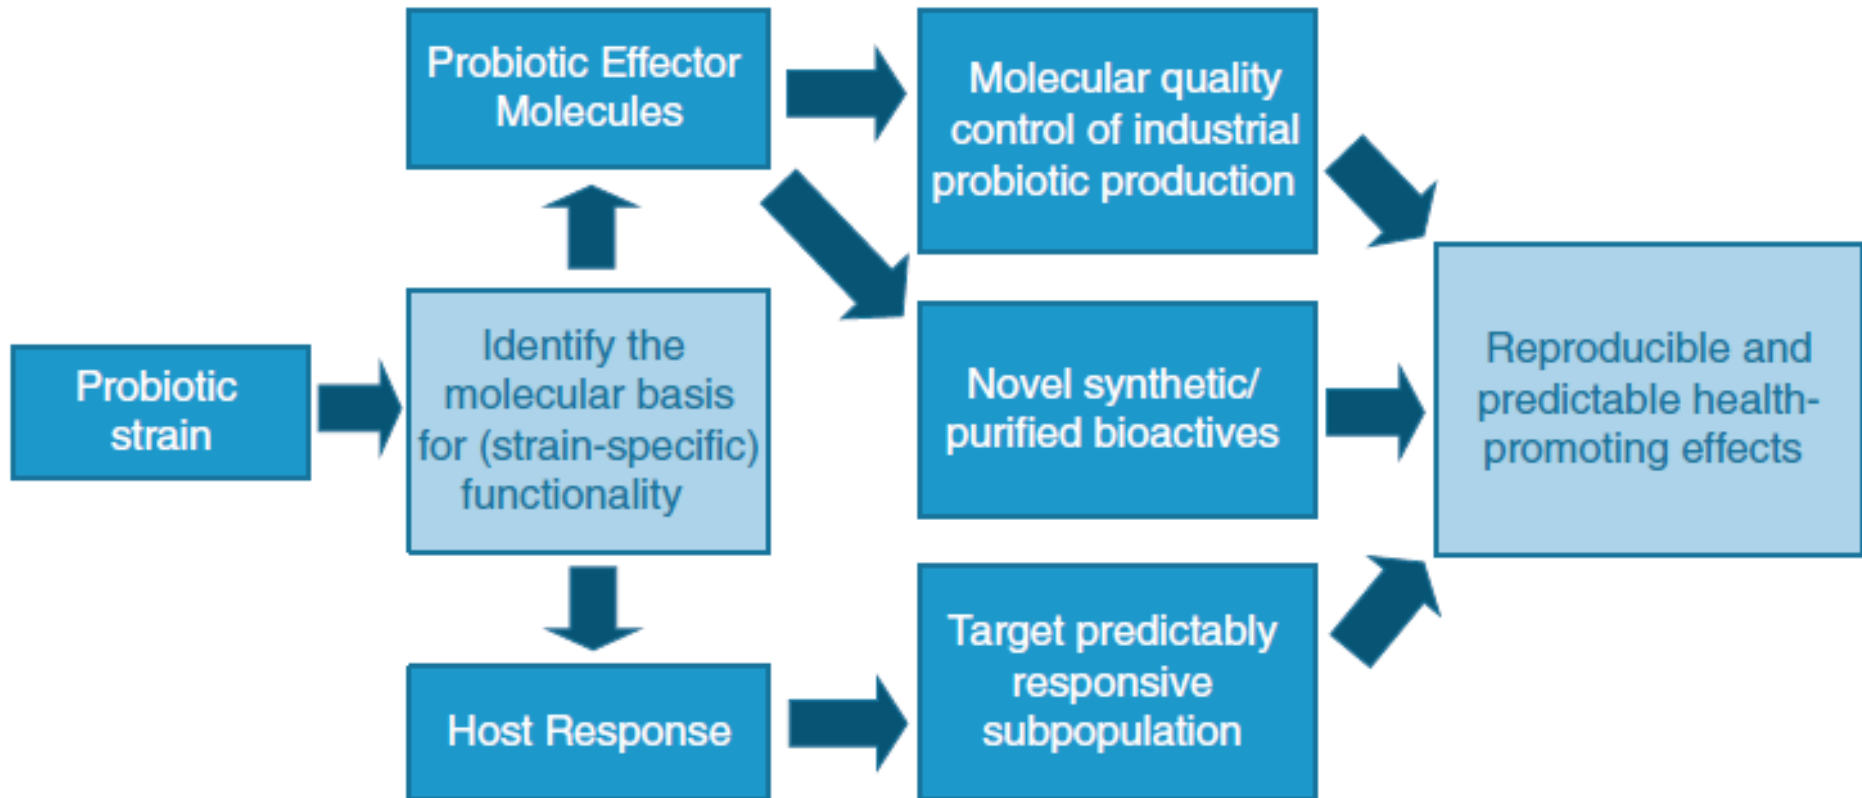 Probiotic
strain
Identify the
molecular basis
for (strain-specific)
functionality
Probiotic Effector
Molecules
Host Response
Molecular quality
control of industrial
probiotic production
Novel synthetic/
purified bioactives
Target predictably
responsive
subpopulation
Reproducible and
predictable health-
promoting effects